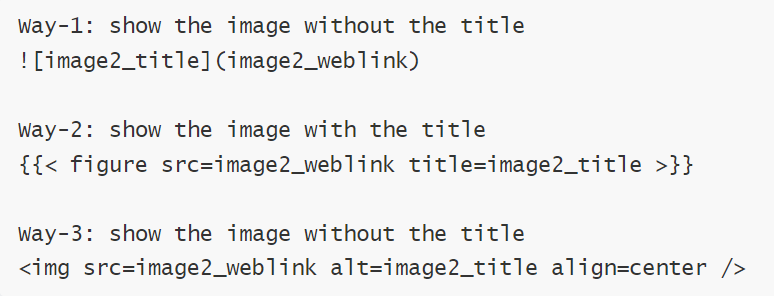 Way-1: show the image without the title
![image2_title](image2_weblink)
Way-2: show the image with the title
{{< figure src=image2_weblink title=image2_title >}}
Way-3: show the image without the title
<img src=image2_weblink alt=image2_title align=center />